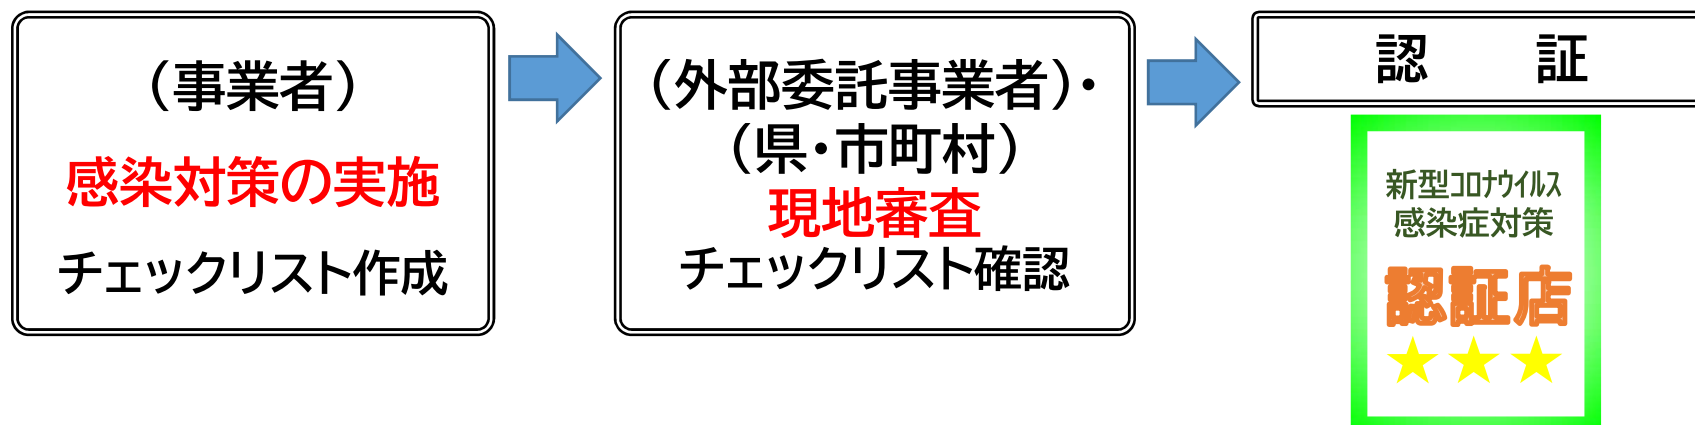 （事業者）
感染対策の実施
チェックリスト作成
（外部委託事業者）・
（県・市町村）
現地審査
チェックリスト確認
認　　証
新型コロナウイルス
感染症対策
認証店
★★★